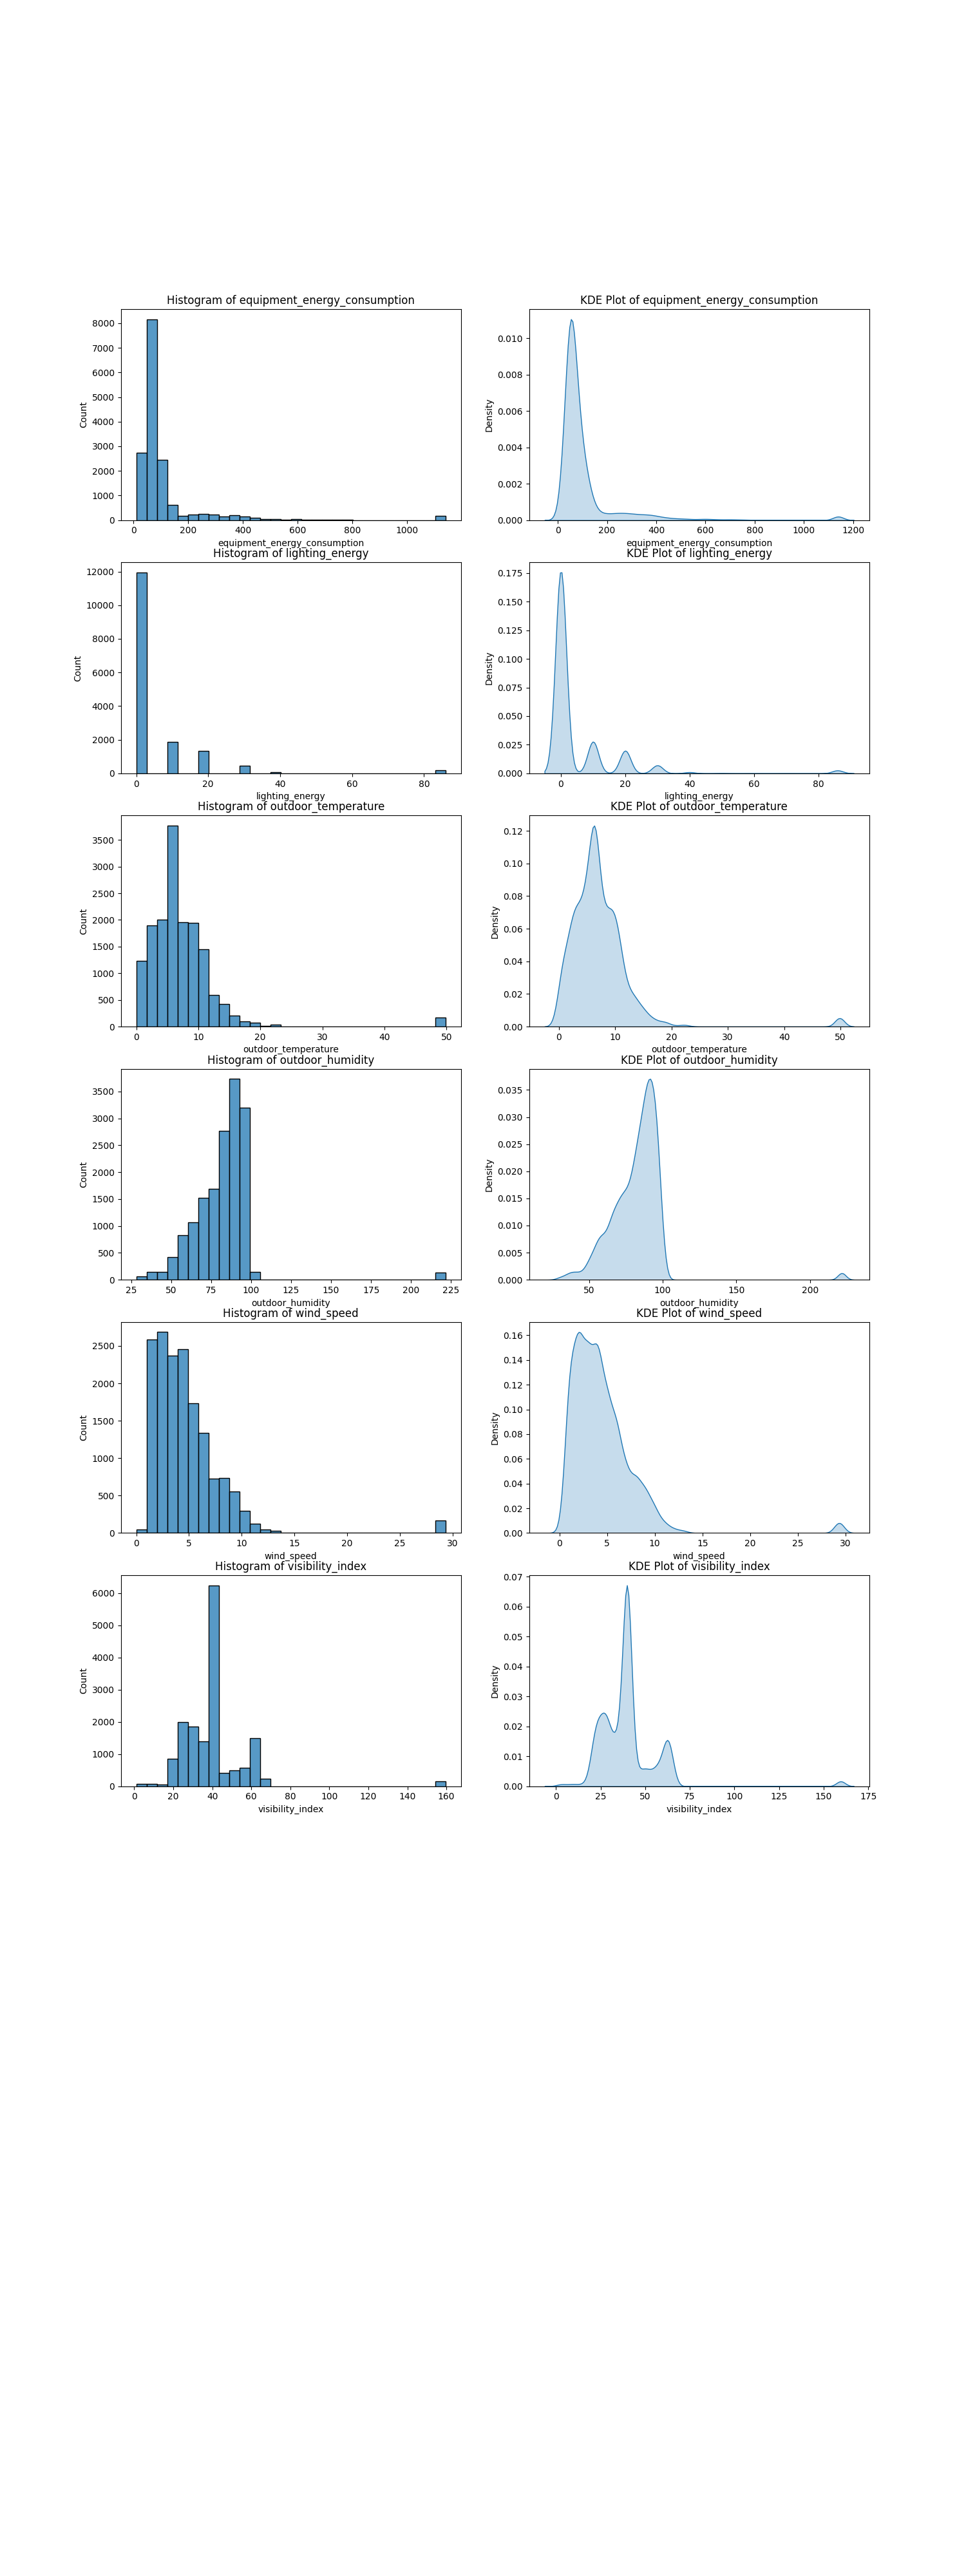 Histogram of equipment_energy_consumption
Count
8000
7000
6000
5000
4000
3000
2000
1000
0
0 200 400 600 800 1000
equipment_energy_consumption
KDE Plot of equipment_energy_consumption
Density
0.010
0.008
0.006
0.004
0.002
0.000
0 200 400 600 800 1000 1200
equipment_energy_consumption
Histogram of lighting_energy
Count
12000
10000
8000
6000
4000
2000
0
0 20 40 60 80
lighting_energy
KDE Plot of lighting_energy
Density
0.175
0.150
0.125
0.100
0.075
0.050
0.025
0.000
0 20 40 60 80
lighting_energy
Histogram of outdoor_temperature
Count
3500
3000
2500
2000
1500
1000
500
0
0 10 20 30 40 50
outdoor_temperature
KDE Plot of outdoor_temperature
Density
0.12
0.10
0.08
0.06
0.04
0.02
0.00
0 10 20 30 40 50
outdoor_temperature
Histogram of outdoor_humidity
Count
3500
3000
2500
2000
1500
1000
500
0
25 50 75 100 125 150 175 200 225
outdoor_humidity
KDE Plot of outdoor_humidity
Density
0.035
0.030
0.025
0.020
0.015
0.010
0.005
0.000
50 100 150 200
outdoor_humidity
Histogram of wind_speed
Count
2500
2000
1500
1000
500
0
0 5 10 15 20 25 30
wind_speed
KDE Plot of wind_speed
Density
0.16
0.14
0.12
0.10
0.08
0.06
0.04
0.02
0.00
0 5 10 15 20 25 30
wind_speed
Histogram of visibility_index
Count
6000
5000
4000
3000
2000
1000
0
0 20 40 60 80 100 120 140 160
visibility_index
KDE Plot of visibility_index
Density
0.07
0.06
0.05
0.04
0.03
0.02
0.01
0.00
0 25 50 75 100 125 150 175
visibility_index